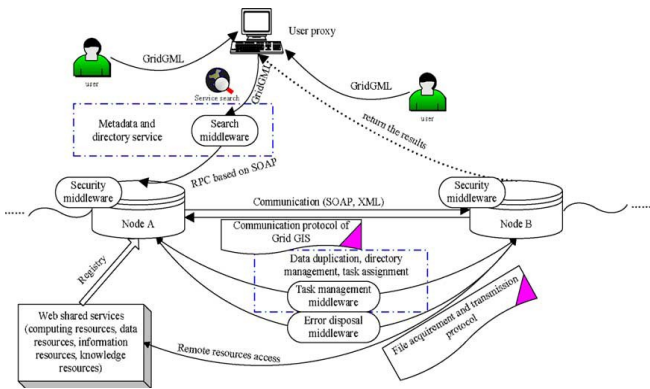 User proxy
GridGML
user
Service search
GridGML
GridGML
user
Metadata and
directory service
Search
middleware
return the results
RPC based on SOAP
Security
middleware
Security
middleware
Communication (SOAP, XML)
Node A
Node B
Communication protocol of
Grid GIS
Data duplication, directory
management, task assignment
Registry
Task management
middleware
Error disposal
middleware
File acquirement and transmission
protocol
Web shared services
(computing resources, data
resources, information
resources, knowledge
resources)
Remote resources access